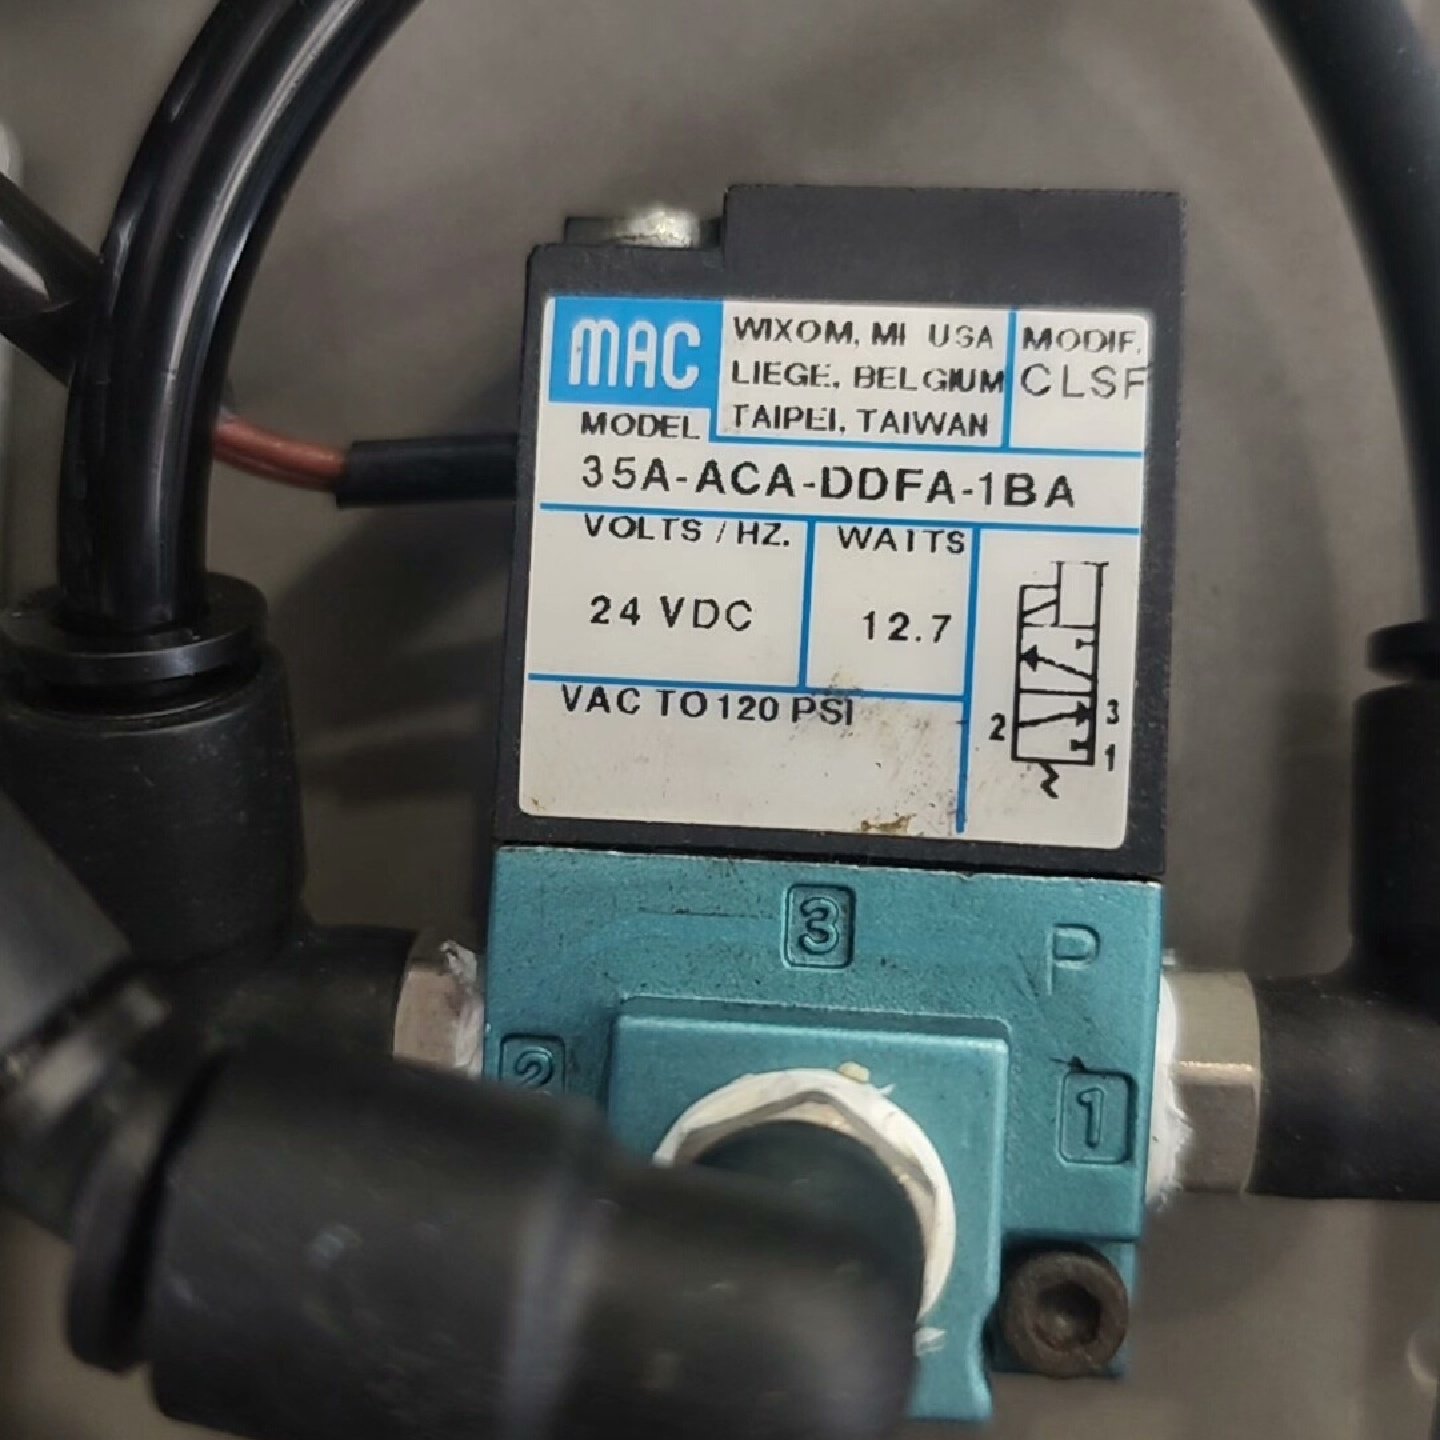 MAC
WIXOM, MI USA
LIEGE, BELGIUM
TAIPEI, TAIWAN
MODIF.
CLSF
MODEL
35A-ACA-DDFA-1BA
VOLTS / HZ.
24 VDC
WATTS
12.7
VAC TO 120 PSI
2
3
1
3
P
2
1